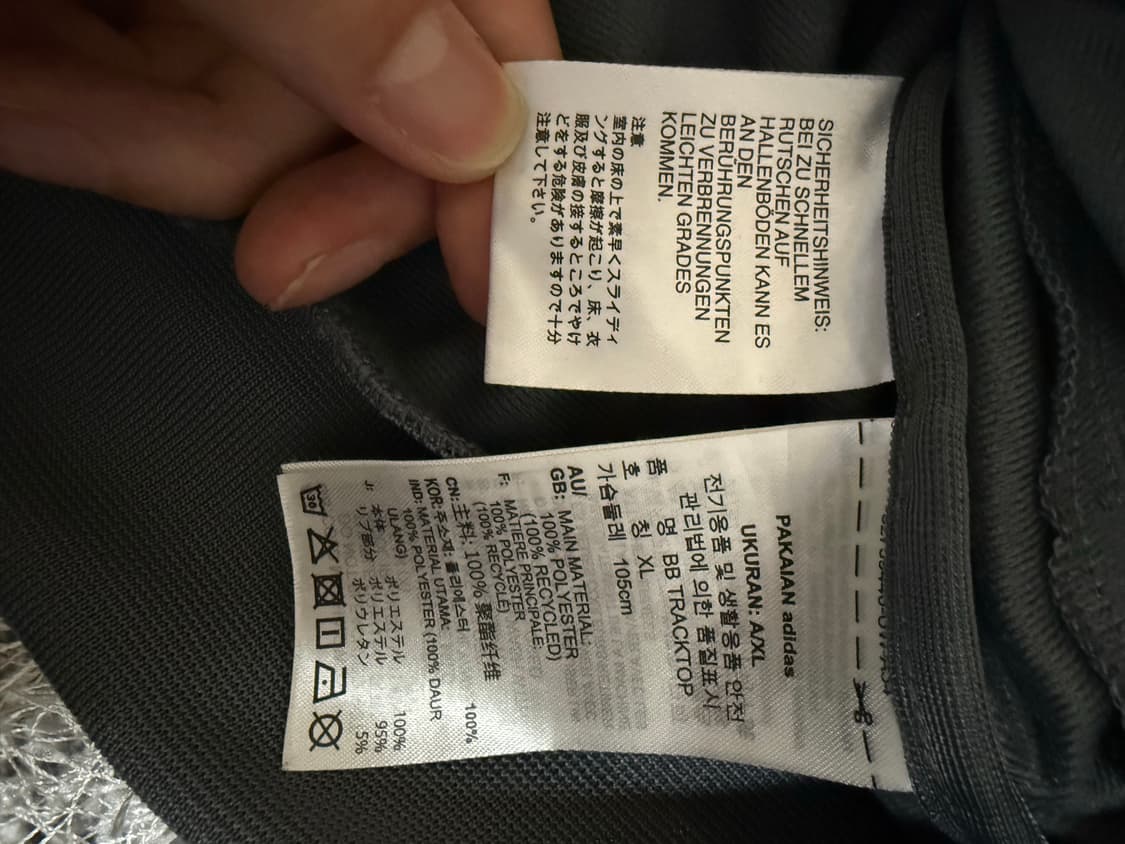 SICHERHEITSHINWEIS:
BEI ZU SCHNELLEM
RUTSCHEN AUF
HALLENBÖDEN KANN ES
AN DEN
BERÜHRUNGSPUNKTEN
ZU VERBRENNUNGEN
LEICHTEN GRADES
KOMMEN.
注意
室内の床の上で素早くスライディ
ングすると摩擦が起こり、床、衣
服及び皮膚の接するところでやけ
どをする危険がありますので十分
注意して下さい。
PAKAIAN adidas
UKURAN: A/XL
전기용품 및 생활용품 안전
관리법에 의한 품질표시
품 명 BB TRACKTOP
호 칭 XL
가슴둘레 105cm
AU/
GB: MAIN MATERIAL:
100% POLYESTER
(100% RECYCLED)
F: MATIERE PRINCIPALE:
100% POLYESTER
(100% RECYCLE)
CN: 主料: 100% 聚酯纤维
KOR: 주소재: 폴리에스터 100%
IND: MATERIAL UTAMA:
100% POLYESTER (100% DAUR
ULANG)
J: 本体 ポリエステル 100%
リブ部分 ポリエステル 95%
ポリウレタン 5%
30